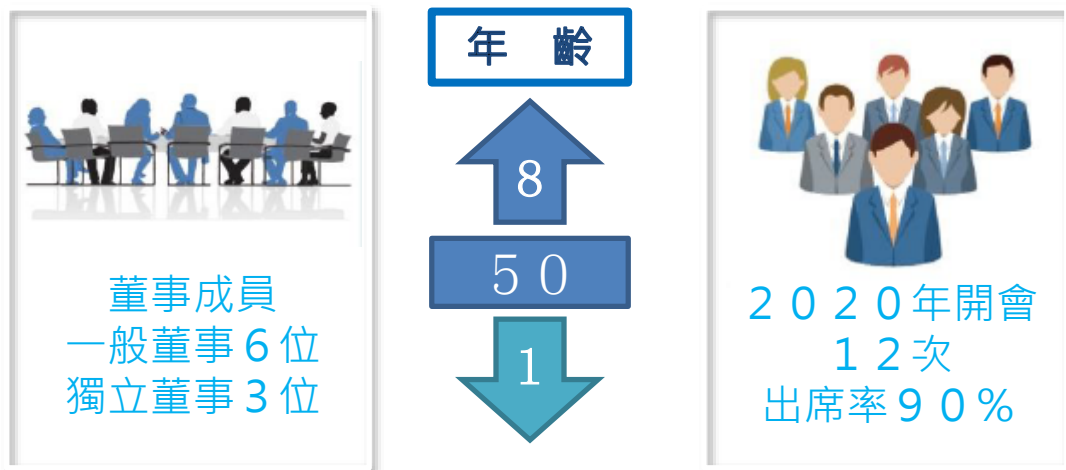 董事成員
一般董事６位
獨立董事３位
年　齡
8
５０
1
２０２０年開會
１２次
出席率９０％